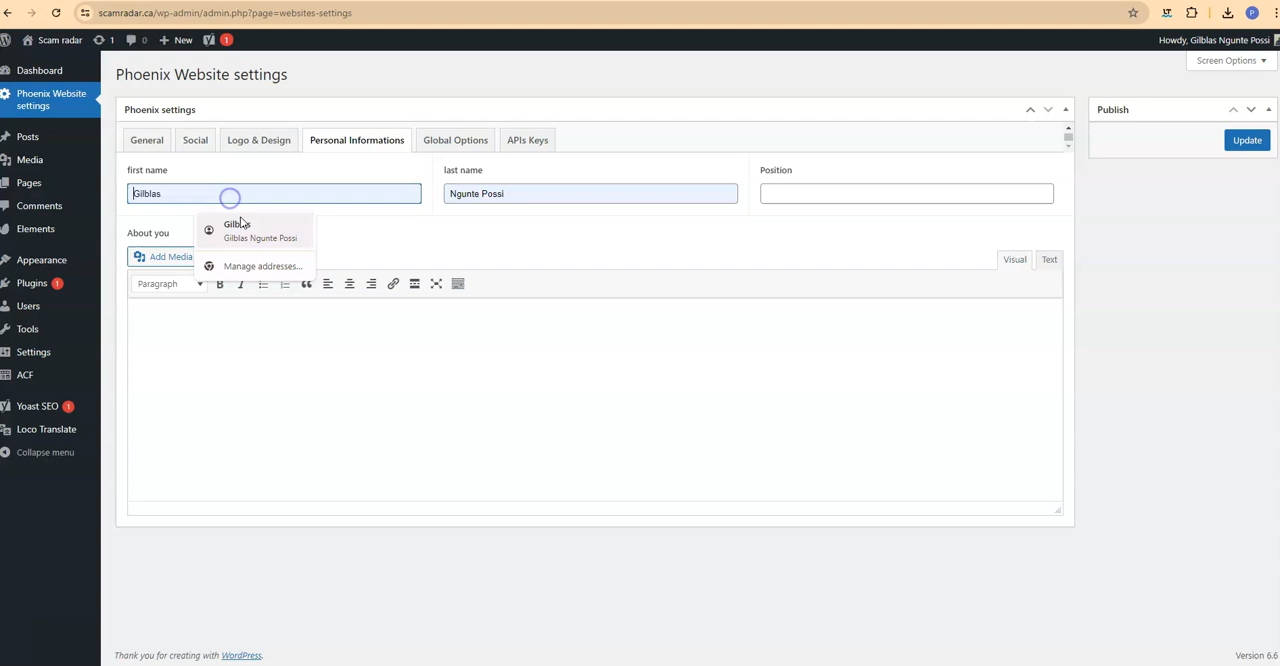 scamradar.ca/wp-admin/admin.php?page=websites-settings
LT
P
Scam radar 1 0 New 1 Howdy, Gilblas Ngunte Possi
Screen Options
Dashboard
Phoenix Website settings
Posts
Media
Pages
Comments
Elements
Appearance
Plugins 1
Users
Tools
Settings
ACF
Yoast SEO 1
Loco Translate
Collapse menu
Phoenix Website settings
Phoenix settings
General Social Logo & Design Personal Informations Global Options APIs Keys
first name last name Position
Gilblas Ngunte Possi
Gilblas Ngunte Possi
Manage addresses...
About you
Add Media
Visual Text
Paragraph B I
Publish
Update
Thank you for creating with WordPress.
Version 6.6